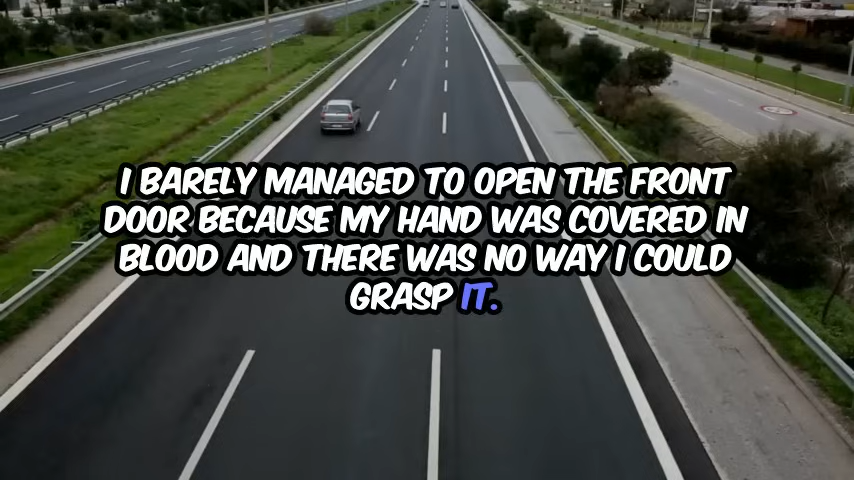 I BARELY MANAGED TO OPEN THE FRONT
DOOR BECAUSE MY HAND WAS COVERED IN
BLOOD AND THERE WAS NO WAY I COULD
GRASP IT.